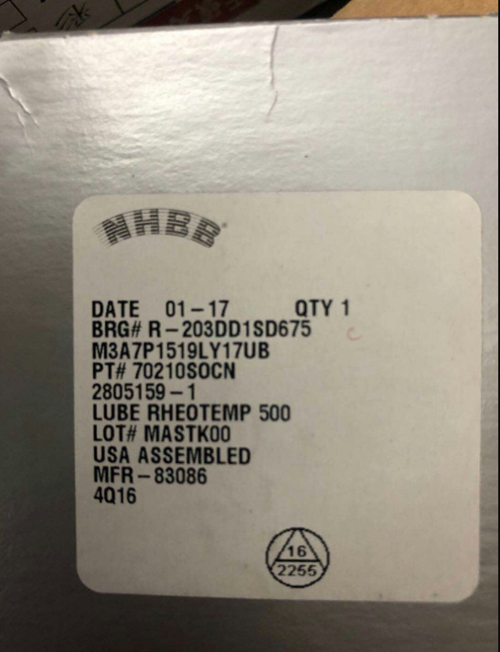 NHBB®
DATE 01-17 QTY 1
BRG# R-203DD1SD675
M3A7P1519LY17UB
PT# 70210SOCN
2805159-1
LUBE RHEOTEMP 500
LOT# MASTK00
USA ASSEMBLED
MFR-83086
4Q16
16
2255